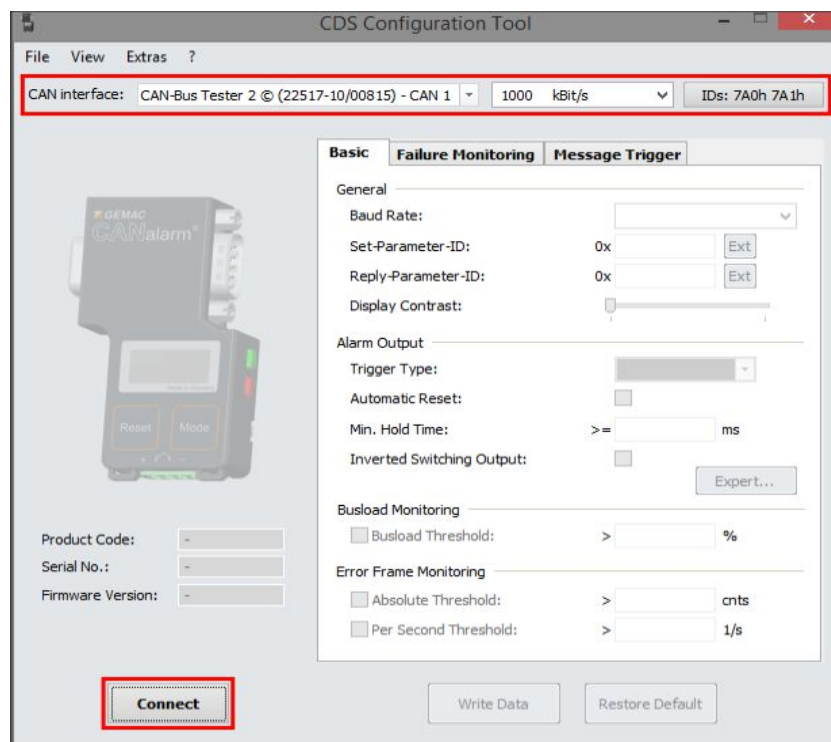 CDS Configuration Tool
File View Extras ?
CAN interface: CAN-Bus Tester 2 © (22517-10/00815) - CAN 1 1000 kBit/s IDs: 7A0h 7A1h
Basic Failure Monitoring Message Trigger
General
Baud Rate:
Set-Parameter-ID: 0x Ext
Reply-Parameter-ID: 0x Ext
Display Contrast:
Alarm Output
Trigger Type:
Automatic Reset:
Min. Hold Time: >= ms
Inverted Switching Output:
Expert...
Busload Monitoring
Busload Threshold: > %
Error Frame Monitoring
Absolute Threshold: > cnts
Per Second Threshold: > 1/s
GEMAC
CANalarm®
Reset Mode
Product Code: -
Serial No.: -
Firmware Version: -
Connect Write Data Restore Default